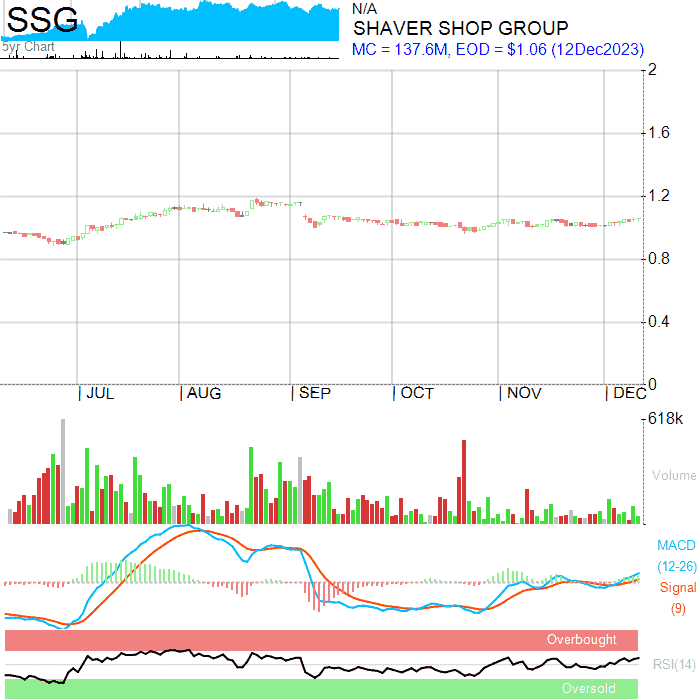 SSG
5yr Chart
N/A
SHAVER SHOP GROUP
MC = 137.6M, EOD = $1.06 (12Dec2023)
2
1.6
1.2
0.8
0.4
0
JUL
AUG
SEP
OCT
NOV
DEC
618k
Volume
MACD
(12-26)
Signal
(9)
Overbought
RSI(14)
Oversold